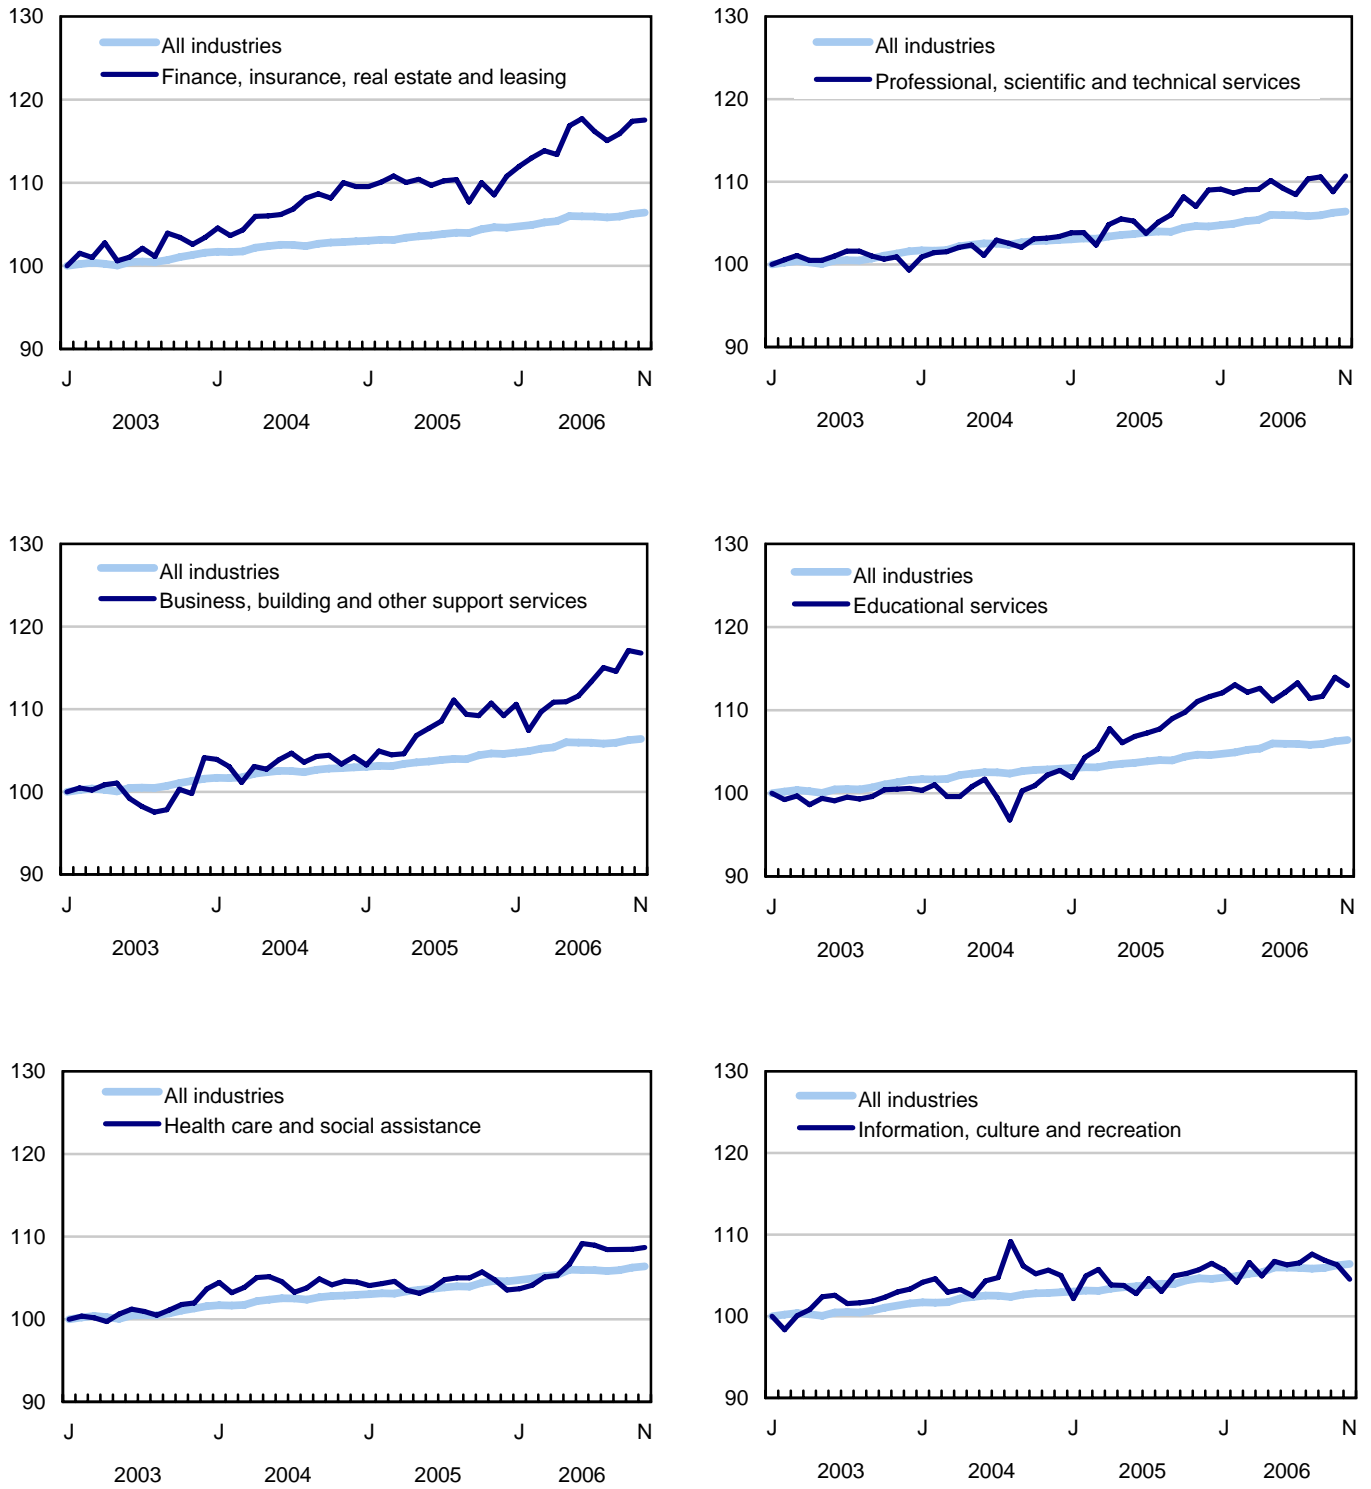 130
All industries
Finance, insurance, real estate and leasing
120
110
100
90
J J J J N
2003 2004 2005 2006
130
All industries
Professional, scientific and technical services
120
110
100
90
J J J J N
2003 2004 2005 2006
130
All industries
Business, building and other support services
120
110
100
90
J J J J N
2003 2004 2005 2006
130
All industries
Educational services
120
110
100
90
J J J J N
2003 2004 2005 2006
130
All industries
Health care and social assistance
120
110
100
90
J J J J N
2003 2004 2005 2006
130
All industries
Information, culture and recreation
120
110
100
90
J J J J N
2003 2004 2005 2006